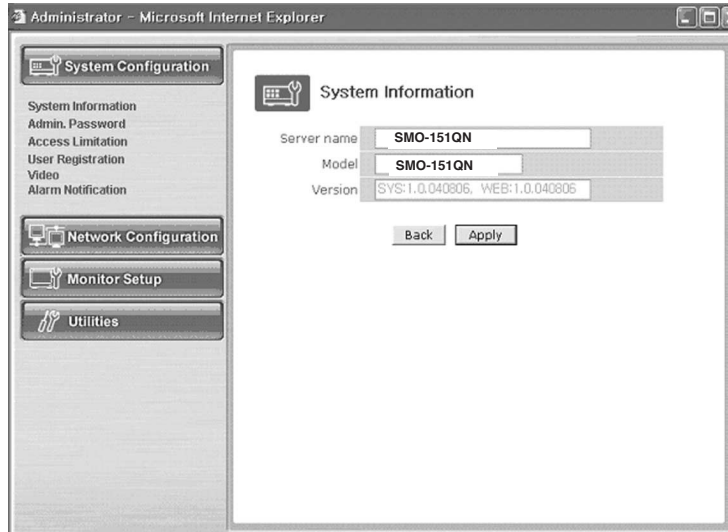 Administrator - Microsoft Internet Explorer
System Configuration
System Information
Admin. Password
Access Limitation
User Registration
Video
Alarm Notification
Network Configuration
Monitor Setup
Utilities
System Information
Server name SMO-151QN
Model SMO-151QN
Version SYS:1.0.040806, WEB:1.0.040806
Back Apply